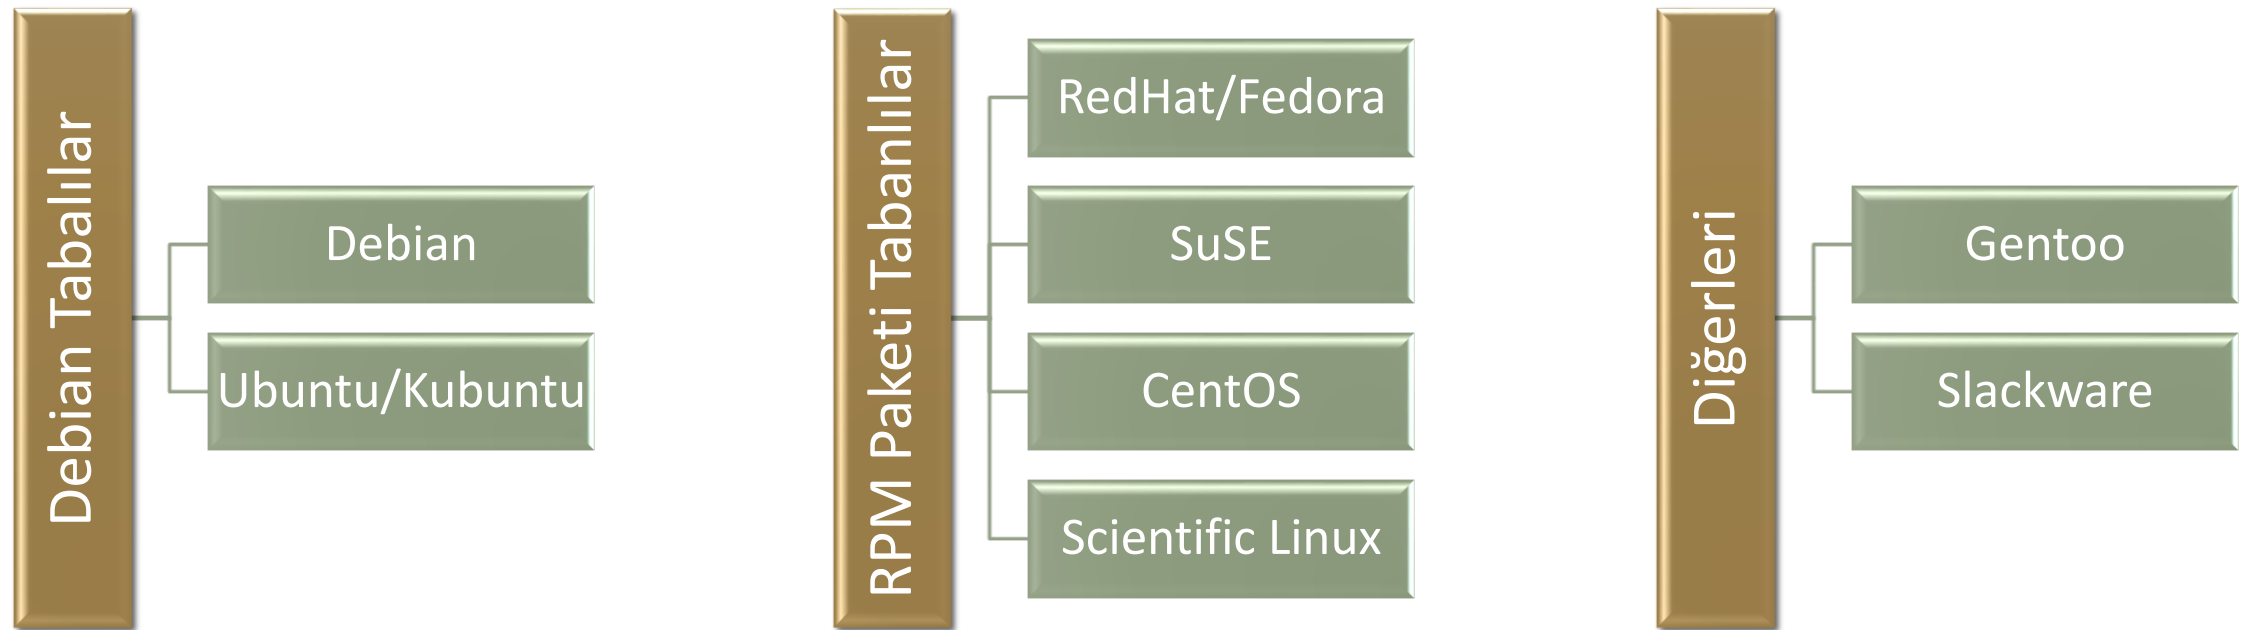 Debian Tabalılar
Debian
Ubuntu/Kubuntu
RPM Paketi Tabanlılar
RedHat/Fedora
SuSE
CentOS
Scientific Linux
Diğerleri
Gentoo
Slackware